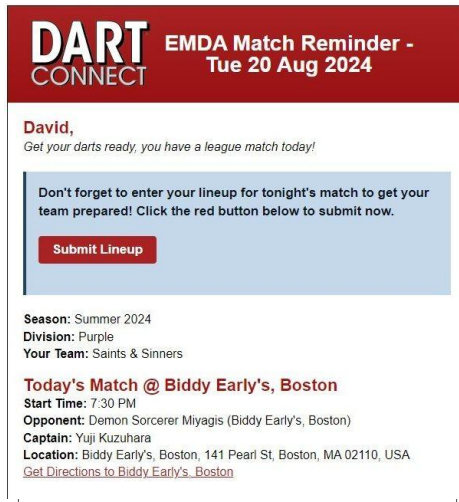 DART
CONNECT
EMDA Match Reminder -
Tue 20 Aug 2024
David,
Get your darts ready, you have a league match today!
Don't forget to enter your lineup for tonight's match to get your
team prepared! Click the red button below to submit now.
Submit Lineup
Season: Summer 2024
Division: Purple
Your Team: Saints & Sinners
Today's Match @ Biddy Early's, Boston
Start Time: 7:30 PM
Opponent: Demon Sorcerer Miyagis (Biddy Early's, Boston)
Captain: Yuji Kuzuhara
Location: Biddy Early's, Boston, 141 Pearl St, Boston, MA 02110, USA
Get Directions to Biddy Early's, Boston